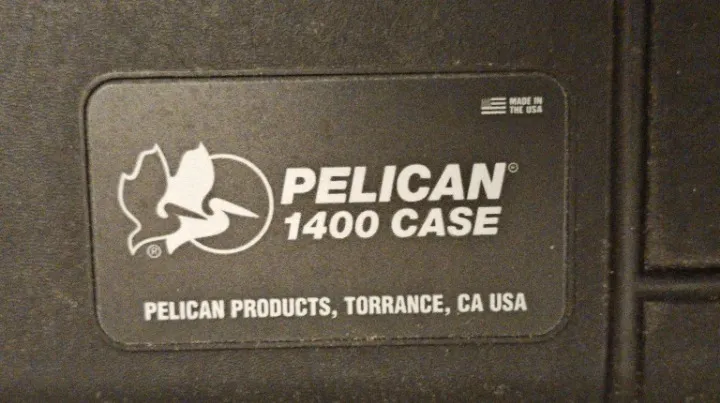 MADE IN
THE USA
PELICAN®
1400 CASE
®
PELICAN PRODUCTS, TORRANCE, CA USA